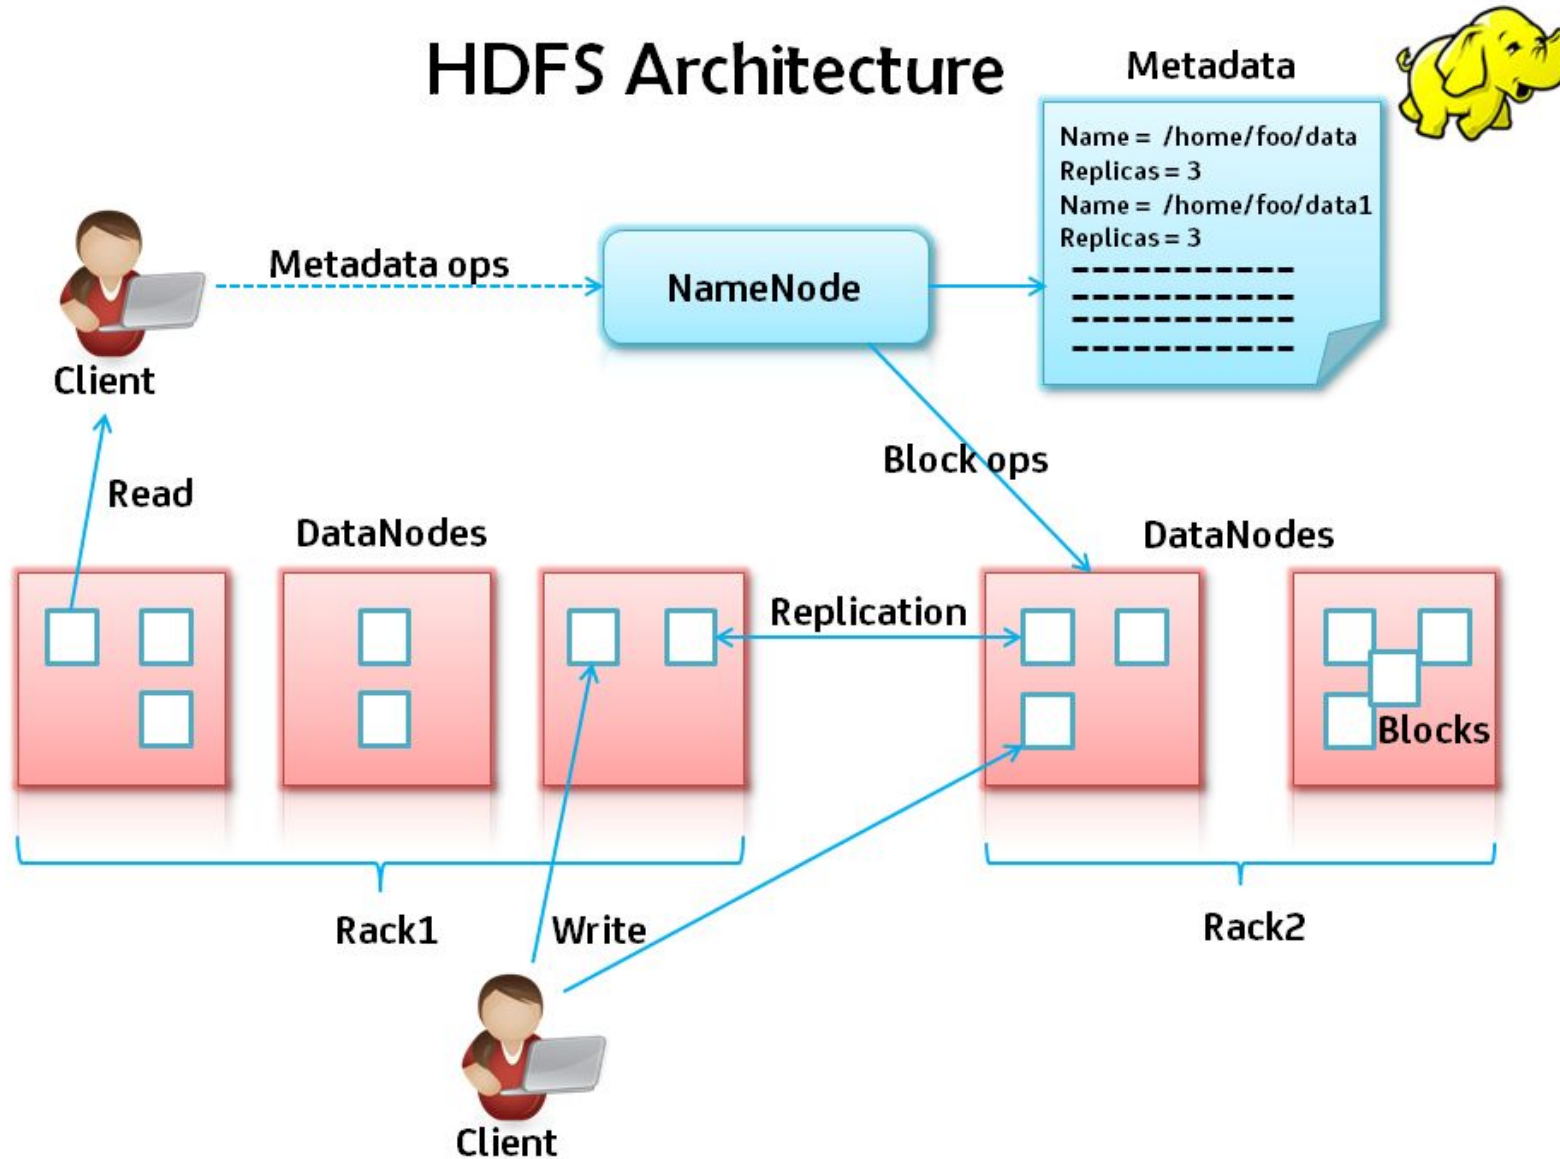 HDFS Architecture
Metadata
Name = /home/foo/data
Replicas = 3
Name = /home/foo/data1
Replicas = 3
Metadata ops
NameNode
Client
Block ops
Read
DataNodes
DataNodes
Replication
Blocks
Rack1
Write
Rack2
Client